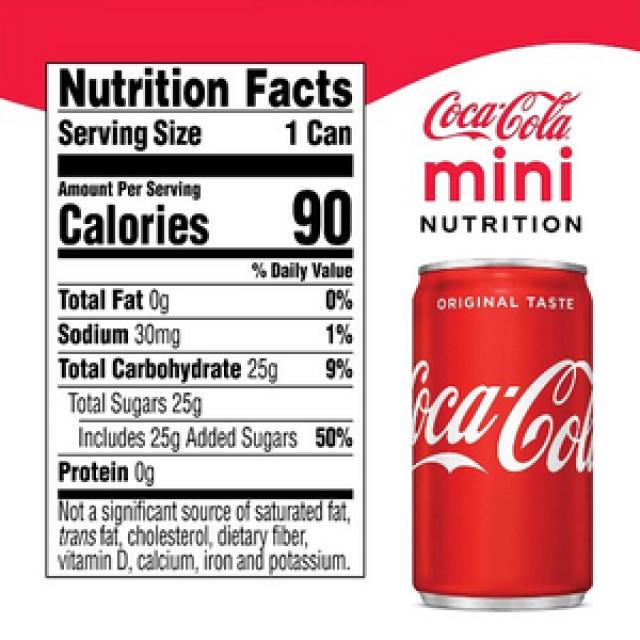 Nutrition Facts
Serving Size 1 Can
Amount Per Serving
Calories 90
% Daily Value
Total Fat 0g 0%
Sodium 30mg 1%
Total Carbohydrate 25g 9%
Total Sugars 25g
Includes 25g Added Sugars 50%
Protein 0g
Not a significant source of saturated fat,
trans fat, cholesterol, dietary fiber,
vitamin D, calcium, iron and potassium.
Coca-Cola
mini
NUTRITION
ORIGINAL TASTE
Coca-Cola